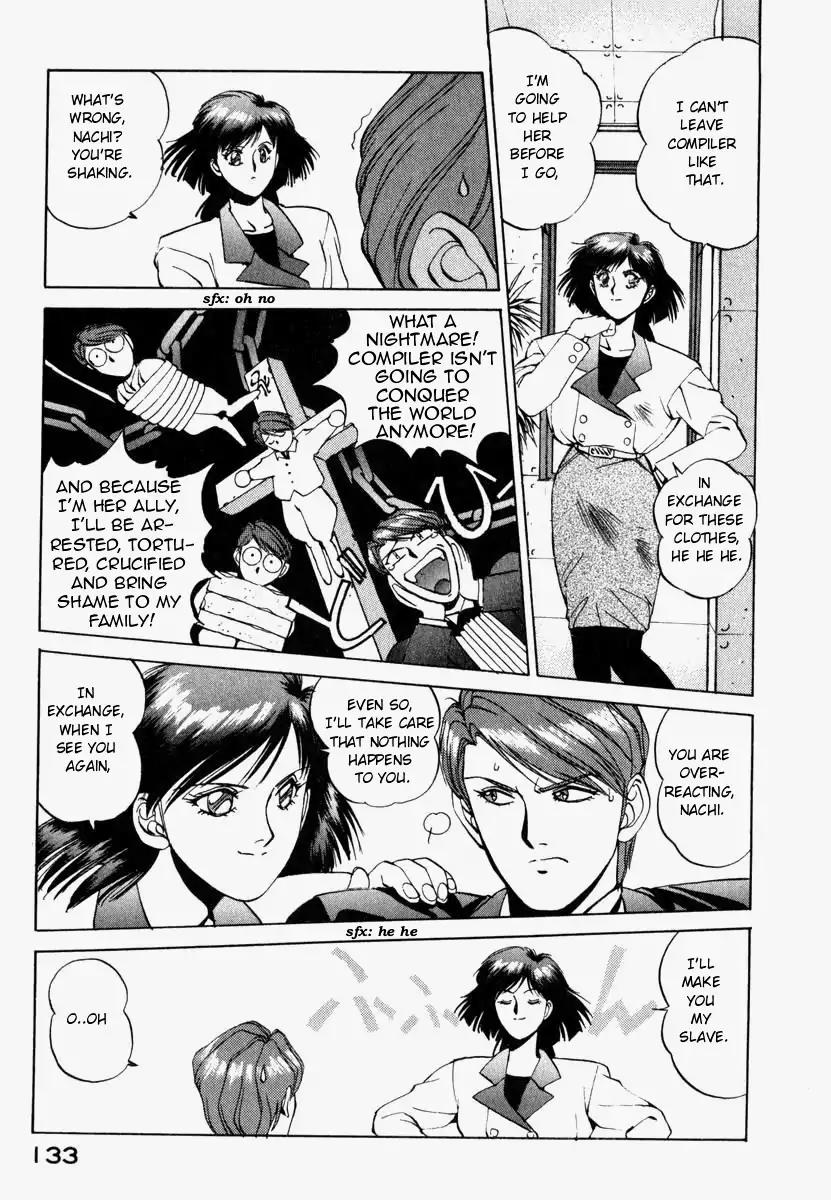 I CAN'T
LEAVE
COMPILER
LIKE
THAT.
I'M
GOING
TO HELP
HER BEFORE
I GO,
IN
EXCHANGE
FOR THESE
CLOTHES,
HE HE HE.
WHAT'S
WRONG,
NACHI?
YOU'RE
SHAKING.
sfx: oh no
WHAT A
NIGHTMARE!
COMPILER ISN'T
GOING TO
CONQUER
THE WORLD
ANYMORE!
AND BECAUSE
I'M HER ALLY,
I'LL BE AR-
RESTED, TORTU-
RED, CRUCIFIED
AND BRING
SHAME TO MY
FAMILY!
YOU ARE
OVER-
REACTING,
NACHI.
EVEN SO,
I'LL TAKE CARE
THAT NOTHING
HAPPENS
TO YOU.
IN
EXCHANGE,
WHEN I
SEE YOU
AGAIN,
sfx: he he
I'LL
MAKE
YOU
MY
SLAVE.
O..OH
133